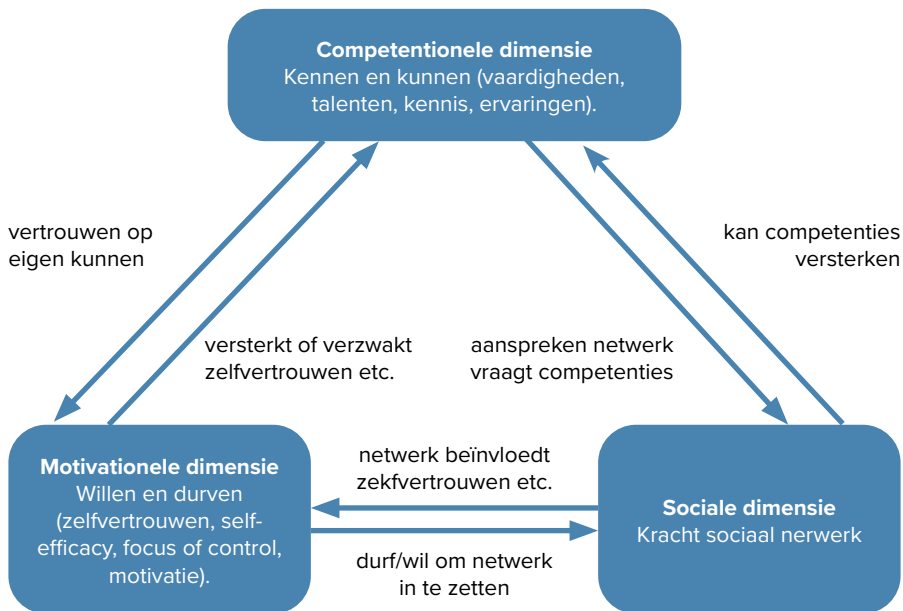 Competentionele dimensie
Kennen en kunnen (vaardigheden,
talenten, kennis, ervaringen).
vertrouwen op
eigen kunnen
kan competenties
versterken
versterkt of verzwakt
zelfvertrouwen etc.
aanspreken netwerk
vraagt competenties
Motivationele dimensie
Willen en durven
(zelfvertrouwen, self-
efficacy, focus of control,
motivatie).
netwerk beïnvloedt
zekfvertrouwen etc.
durf/wil om netwerk
in te zetten
Sociale dimensie
Kracht sociaal nerwerk